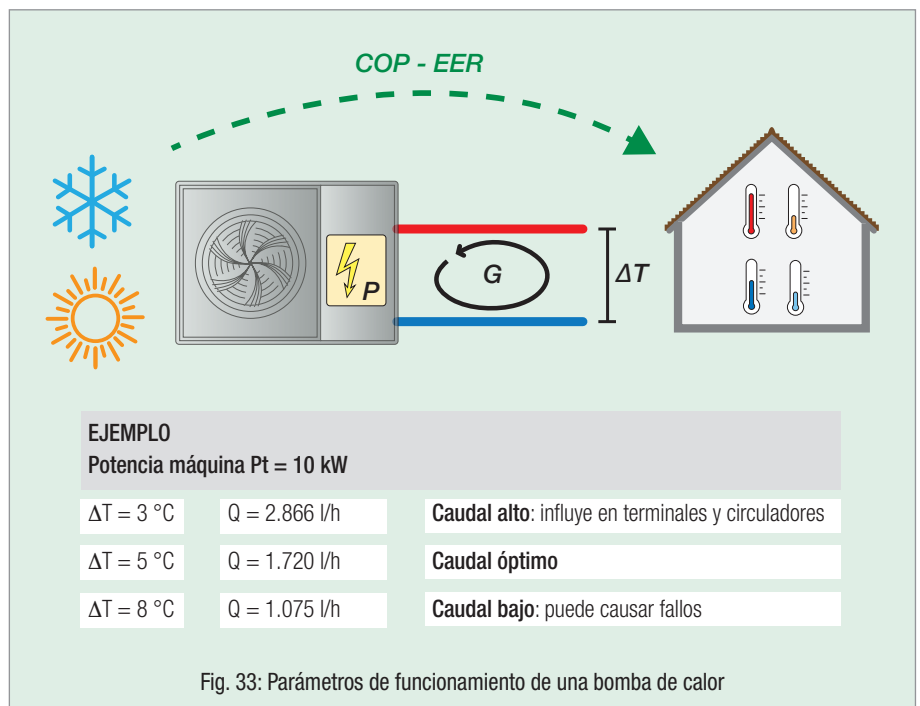 COP - EER
P
G
ΔT
EJEMPLO
Potencia máquina Pt = 10 kW
ΔT = 3 °C Q = 2.866 l/h Caudal alto: influye en terminales y circuladores
ΔT = 5 °C Q = 1.720 l/h Caudal óptimo
ΔT = 8 °C Q = 1.075 l/h Caudal bajo: puede causar fallos
Fig. 33: Parámetros de funcionamiento de una bomba de calor